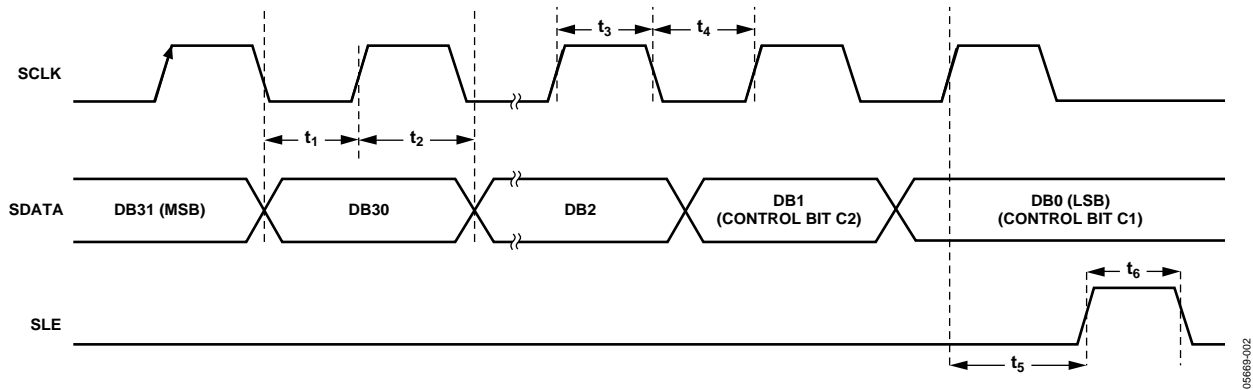 t3
t4
SCLK
t1
t2
SDATA
DB31 (MSB)
DB30
DB2
DB1
(CONTROL BIT C2)
DB0 (LSB)
(CONTROL BIT C1)
t6
SLE
t5
05669-002